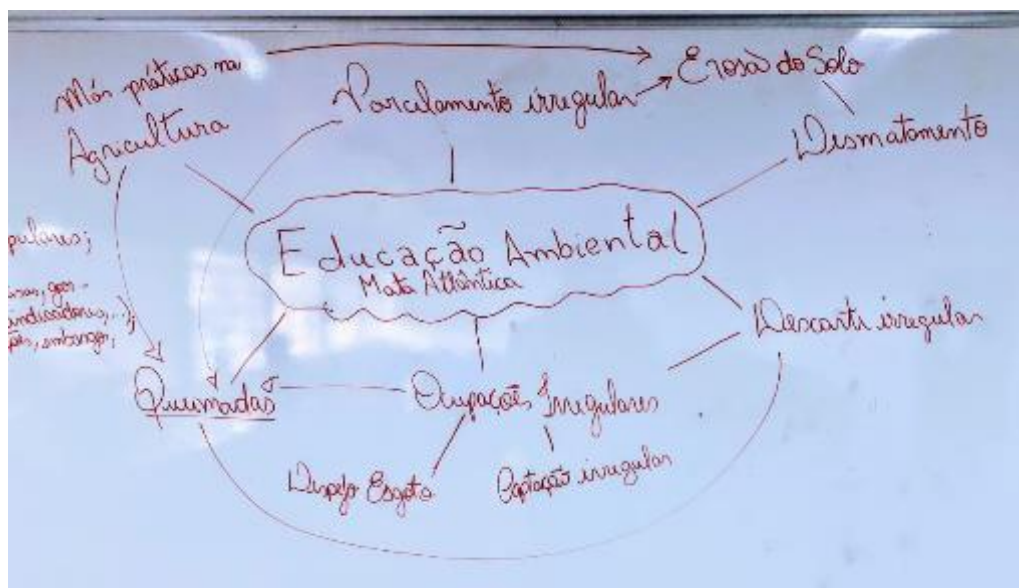 Más práticas na
Agricultura
Parcelamento irregular
Erosão do Solo
Desmatamento
Educação Ambiental
Mata Atlântica
Descarte irregular
Queimadas
Ocupações Irregulares
Despejo Esgoto
Captação irregular